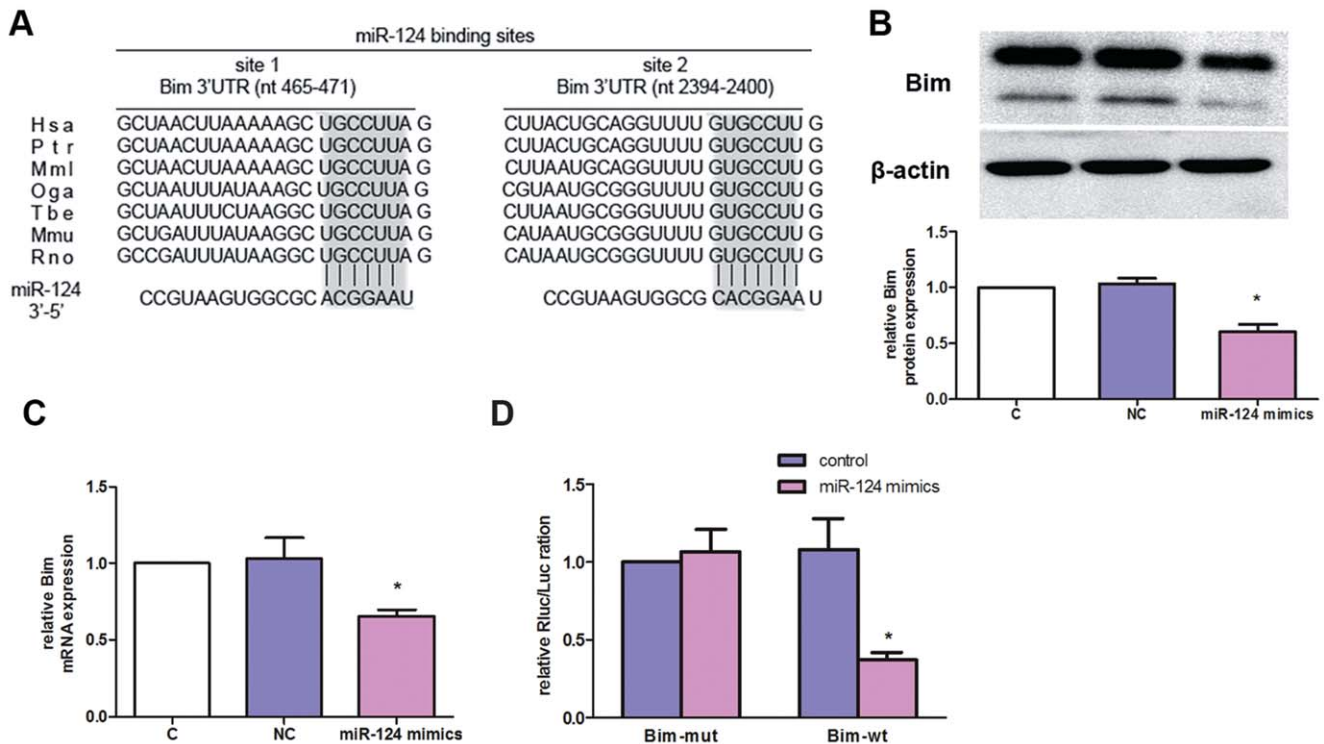 A
miR-124 binding sites
site 1
Bim 3'UTR (nt 465-471)
site 2
Bim 3'UTR (nt 2394-2400)
Hsa GCUAACUUAAAAAGC UGCCUUA G CUUACUGCAGGUUUU GUGCCUU G
Ptr GCUAACUUAAAAAGC UGCCUUA G CUUACUGCAGGUUUU GUGCCUU G
Mml GCUAACUUAAAAAGC UGCCUUA G CUUAAUGCAGGUUUU GUGCCUU G
Oga GCUAAUUUAUAAAGC UGCCUUA G CGUAAUGCGGGUUUU GUGCCUU G
Tbe GCUAAUUUCUAAGGC UGCCUUA G CUUAAUGCGGGUUUU GUGCCUU G
Mmu GCUGAUUUAUAAGGC UGCCUUA G CAUAAUGCGGGUUUU GUGCCUU G
Rno GCCGAUUUAUAAGGC UGCCUUA G CAUAAUGCGGGUUUU GUGCCUU G
miR-124
3'-5'
CCGUAAGUGGCGC ACGGAAU CCGUAAGUGGCG CACGGAA U
B
Bim
β-actin
relative Bim
protein expression
1.5
1.0
0.5
0.0
*
C NC miR-124 mimics
C
relative Bim
mRNA expression
1.5
1.0
0.5
0.0
*
C NC miR-124 mimics
D
control
miR-124 mimics
relative Rluc/Luc ration
1.5
1.0
0.5
0.0
*
Bim-mut Bim-wt